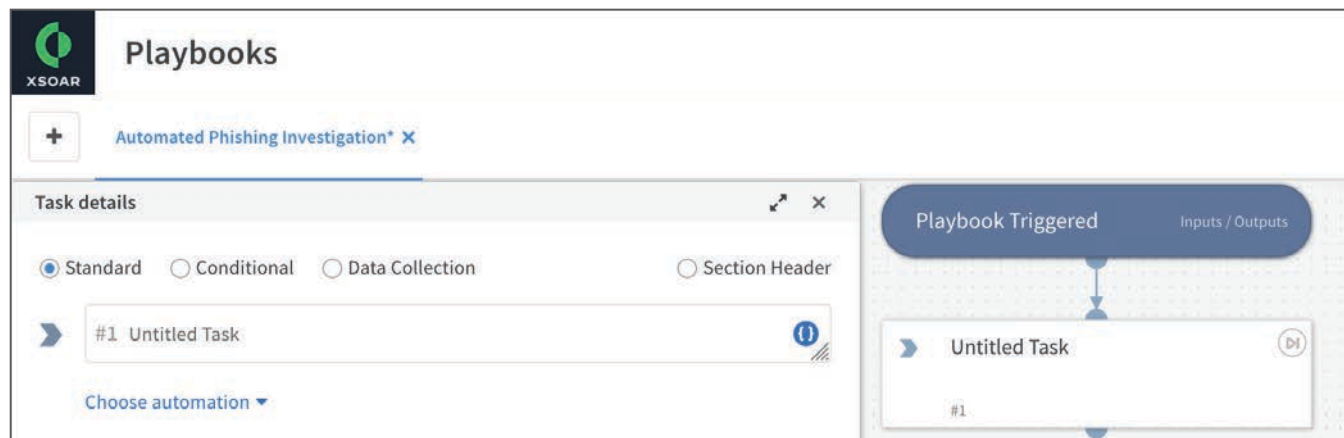 XSOAR
Playbooks
+
Automated Phishing Investigation* ×
Task details
Standard Conditional Data Collection Section Header
#1 Untitled Task {}
Choose automation
Playbook Triggered Inputs / Outputs
Untitled Task
#1